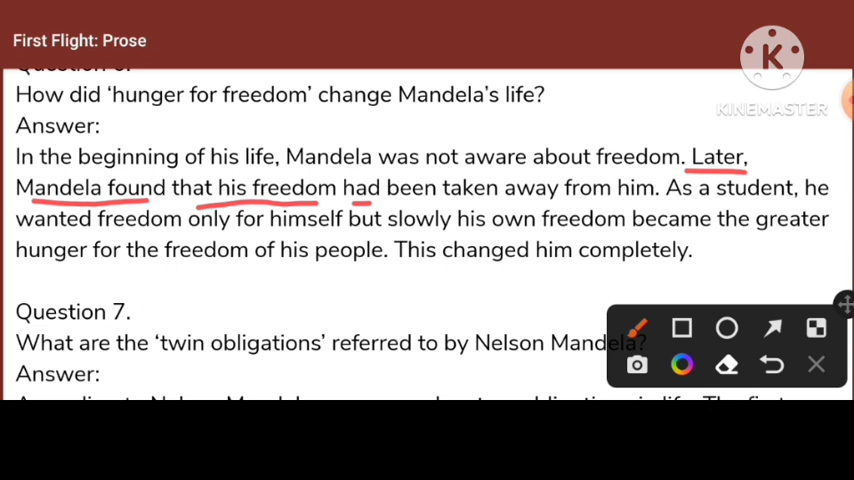 First Flight: Prose
K
KINEMASTER
How did ‘hunger for freedom’ change Mandela’s life?
Answer:
In the beginning of his life, Mandela was not aware about freedom. Later,
Mandela found that his freedom had been taken away from him. As a student, he
wanted freedom only for himself but slowly his own freedom became the greater
hunger for the freedom of his people. This changed him completely.
Question 7.
What are the ‘twin obligations’ referred to by Nelson Mandela?
Answer: